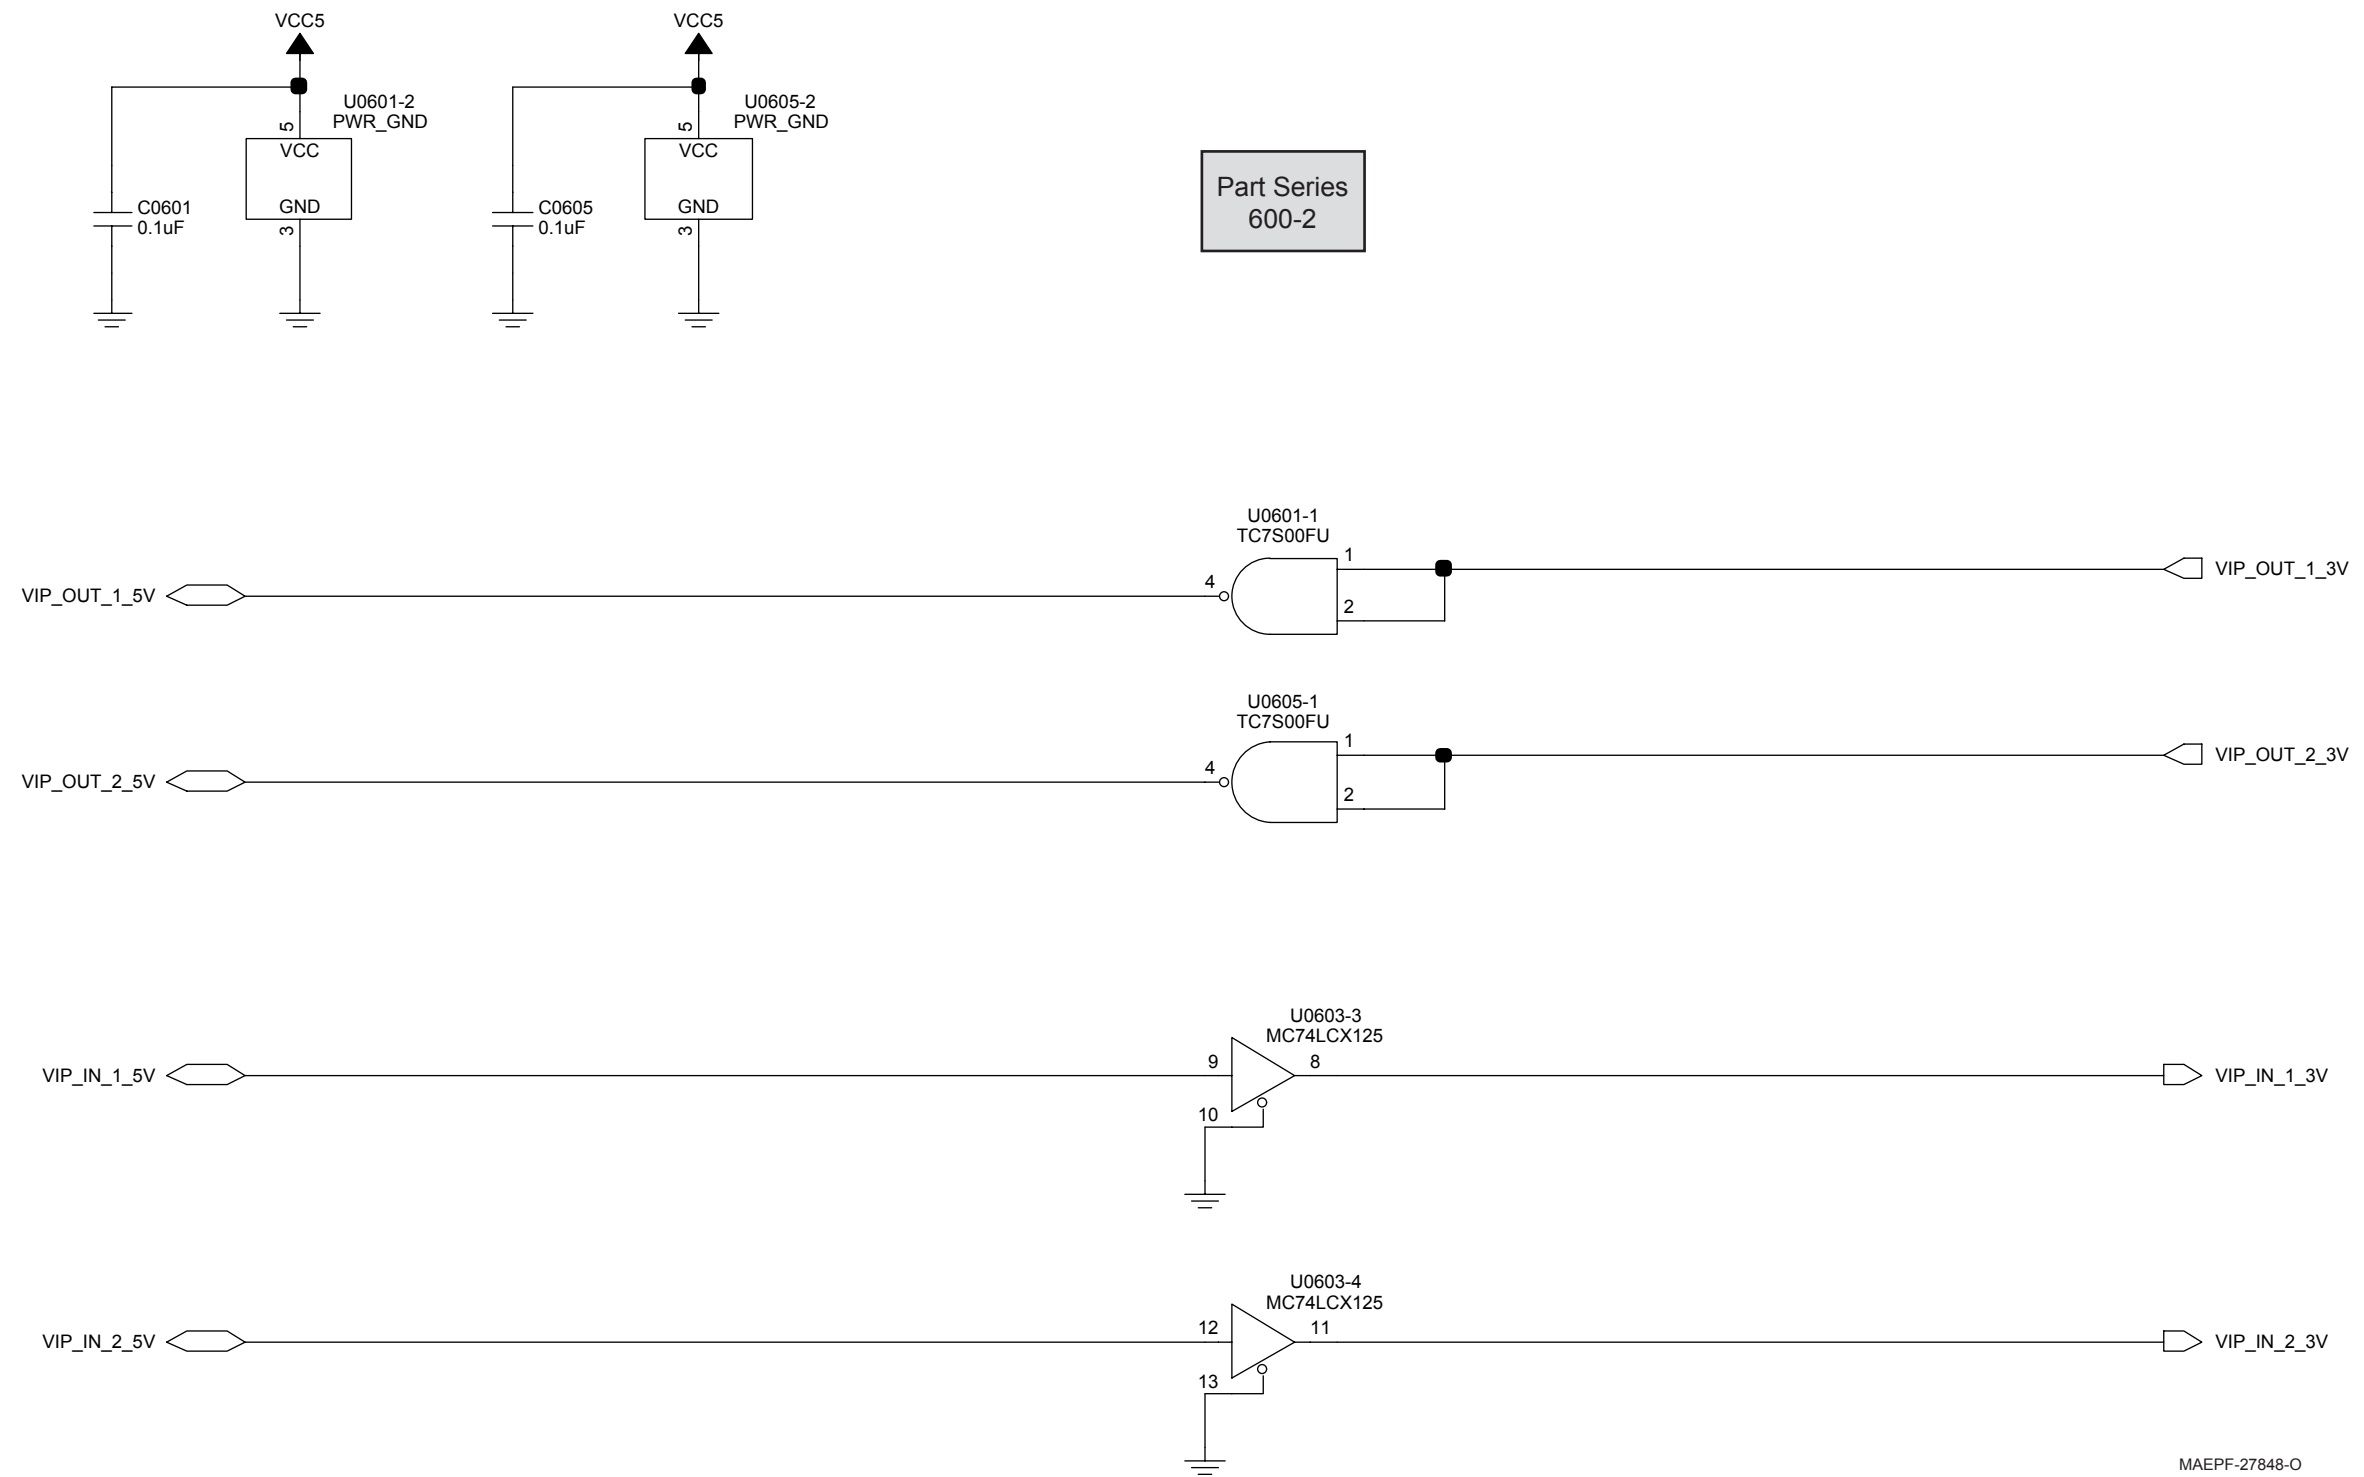 VCC5
VCC5
U0601-2
PWR_GND
U0605-2
PWR_GND
5
VCC
GND
3
5
VCC
GND
3
C0601
0.1uF
C0605
0.1uF
Part Series
600-2
U0601-1
TC7S00FU
1
2
4
VIP_OUT_1_5V
VIP_OUT_1_3V
U0605-1
TC7S00FU
1
2
4
VIP_OUT_2_5V
VIP_OUT_2_3V
U0603-3
MC74LCX125
9
8
10
VIP_IN_1_5V
VIP_IN_1_3V
U0603-4
MC74LCX125
12
11
13
VIP_IN_2_5V
VIP_IN_2_3V
MAEPF-27848-O